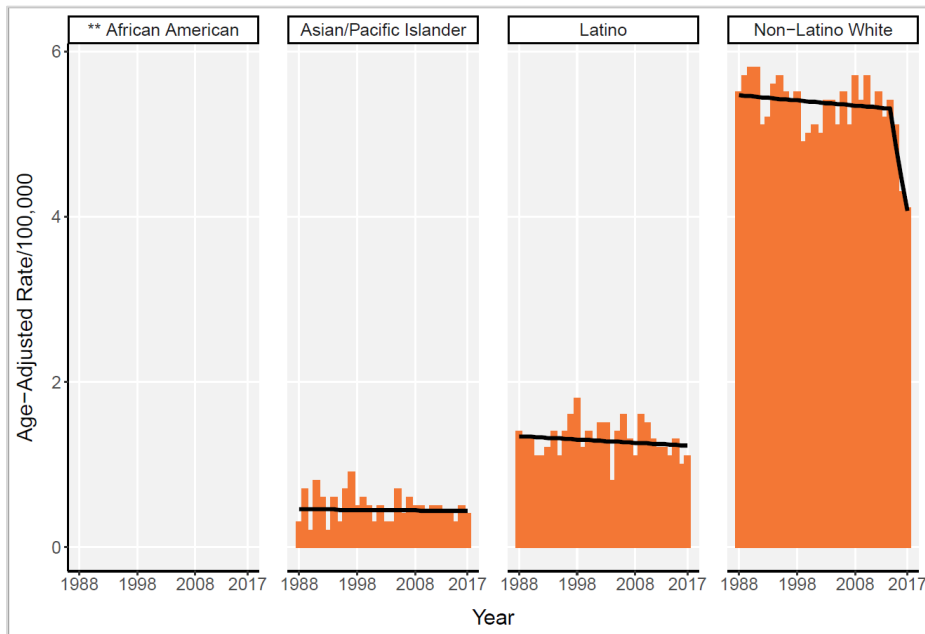 ** African American
Asian/Pacific Islander
Latino
Non−Latino White
Age−Adjusted Rate/100,000
6
4
2
0
1988 1998 2008 2017
1988 1998 2008 2017
1988 1998 2008 2017
1988 1998 2008 2017
Year